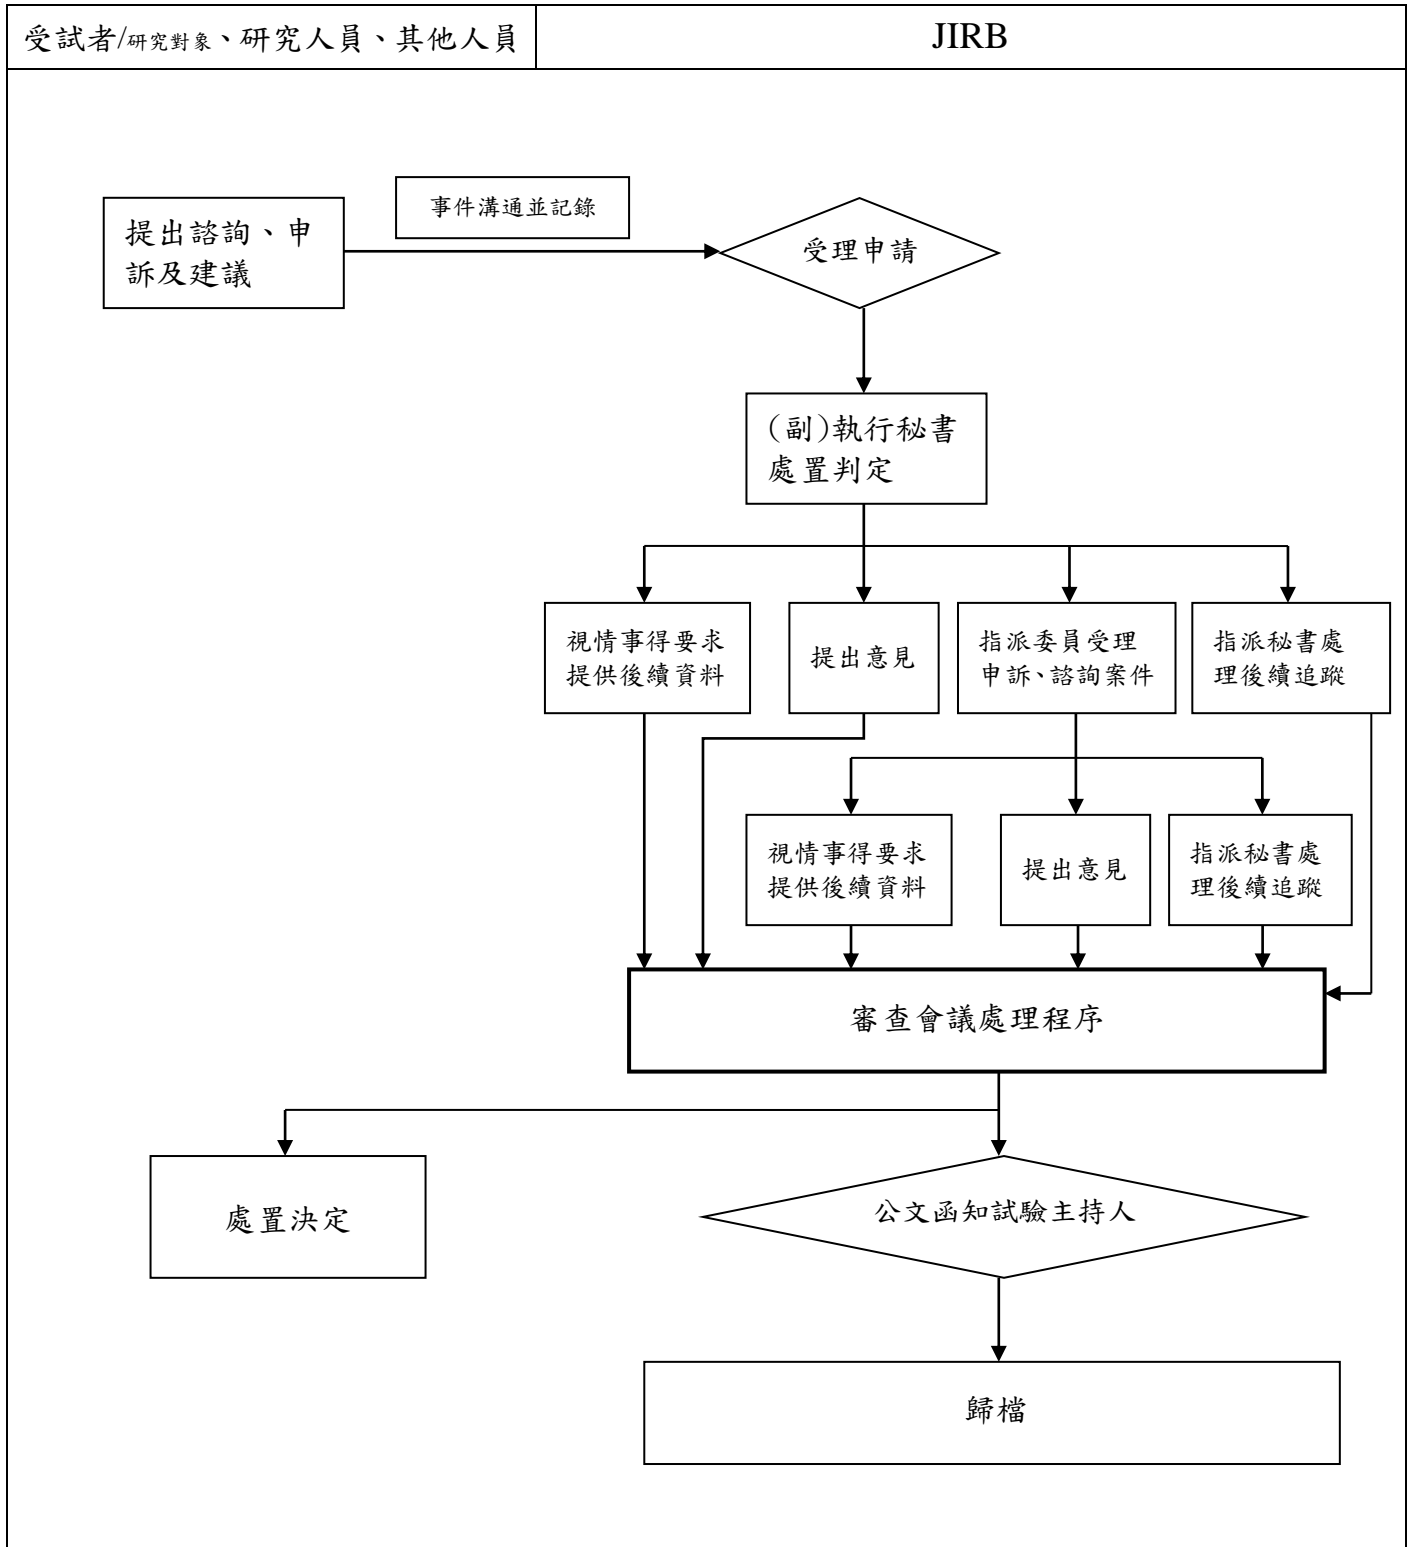 受試者/研究對象、研究人員、其他人員
JIRB
事件溝通並記錄
提出諮詢、申
訴及建議
受理申請
(副)執行秘書
處置判定
視情事得要求
提供後續資料
提出意見
指派委員受理
申訴、諮詢案件
指派秘書處
理後續追蹤
視情事得要求
提供後續資料
提出意見
指派秘書處
理後續追蹤
審查會議處理程序
處置決定
公文函知試驗主持人
歸檔